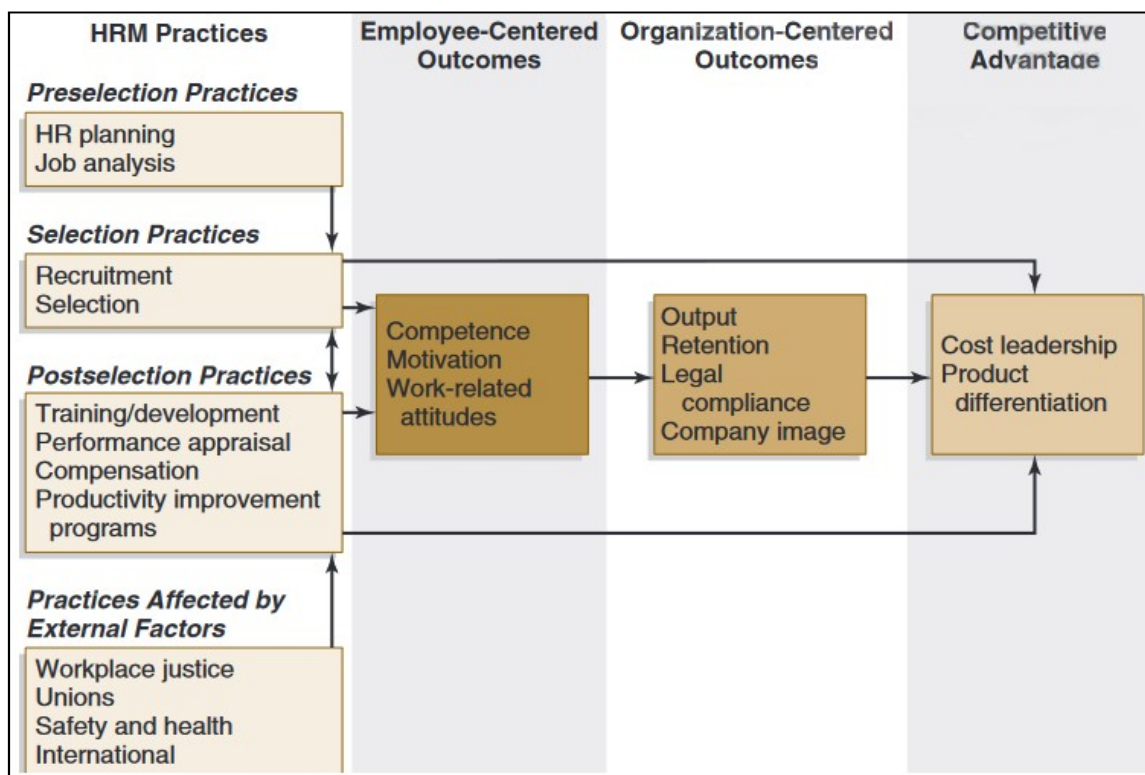 HRM Practices
Employee-Centered
Outcomes
Organization-Centered
Outcomes
Competitive
Advantage
Preselection Practices
HR planning
Job analysis
Selection Practices
Recruitment
Selection
Postselection Practices
Training/development
Performance appraisal
Compensation
Productivity improvement
programs
Practices Affected by
External Factors
Workplace justice
Unions
Safety and health
International
Competence
Motivation
Work-related
attitudes
Output
Retention
Legal
compliance
Company image
Cost leadership
Product
differentiation